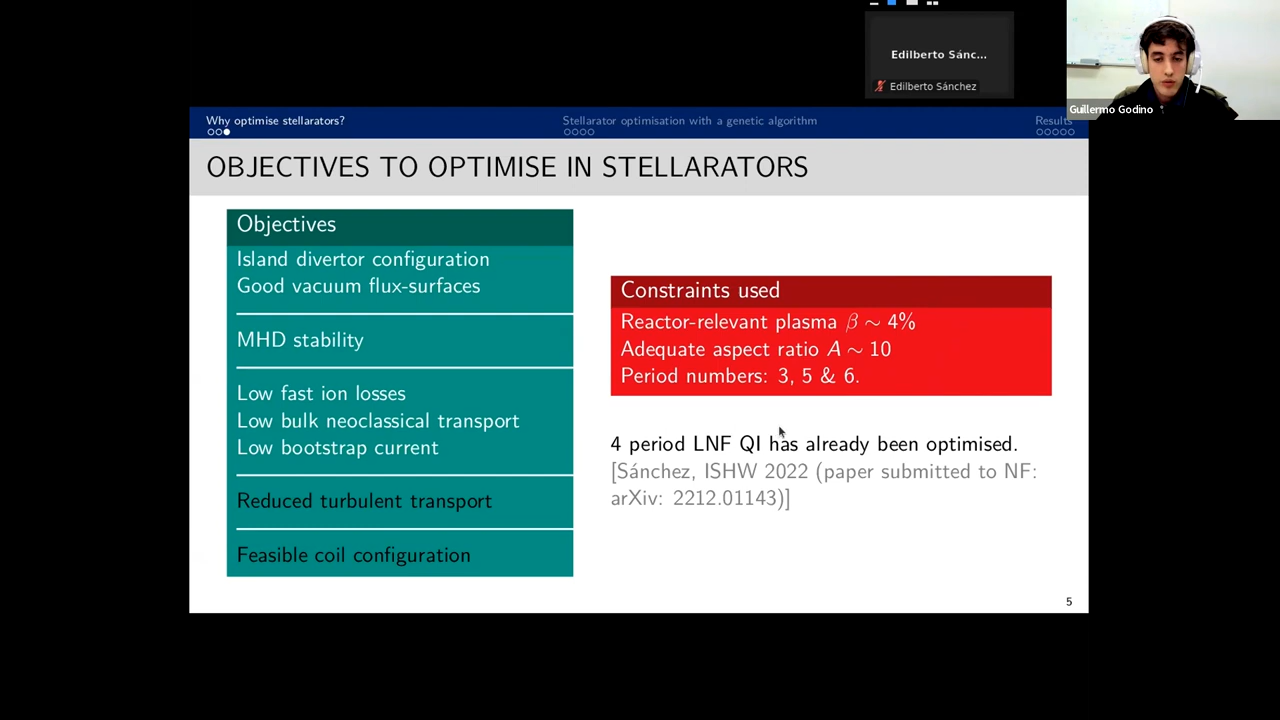 Edilberto Sánc...
Edilberto Sánchez
Guillermo Godino
Why optimise stellarators?
Stellarator optimisation with a genetic algorithm
Results
OBJECTIVES TO OPTIMISE IN STELLARATORS
Objectives
Island divertor configuration
Good vacuum flux-surfaces
MHD stability
Low fast ion losses
Low bulk neoclassical transport
Low bootstrap current
Reduced turbulent transport
Feasible coil configuration
Constraints used
Reactor-relevant plasma β ∼ 4%
Adequate aspect ratio A ∼ 10
Period numbers: 3, 5 & 6.
4 period LNF QI has already been optimised.
[Sánchez, ISHW 2022 (paper submitted to NF:
arXiv: 2212.01143)]
5